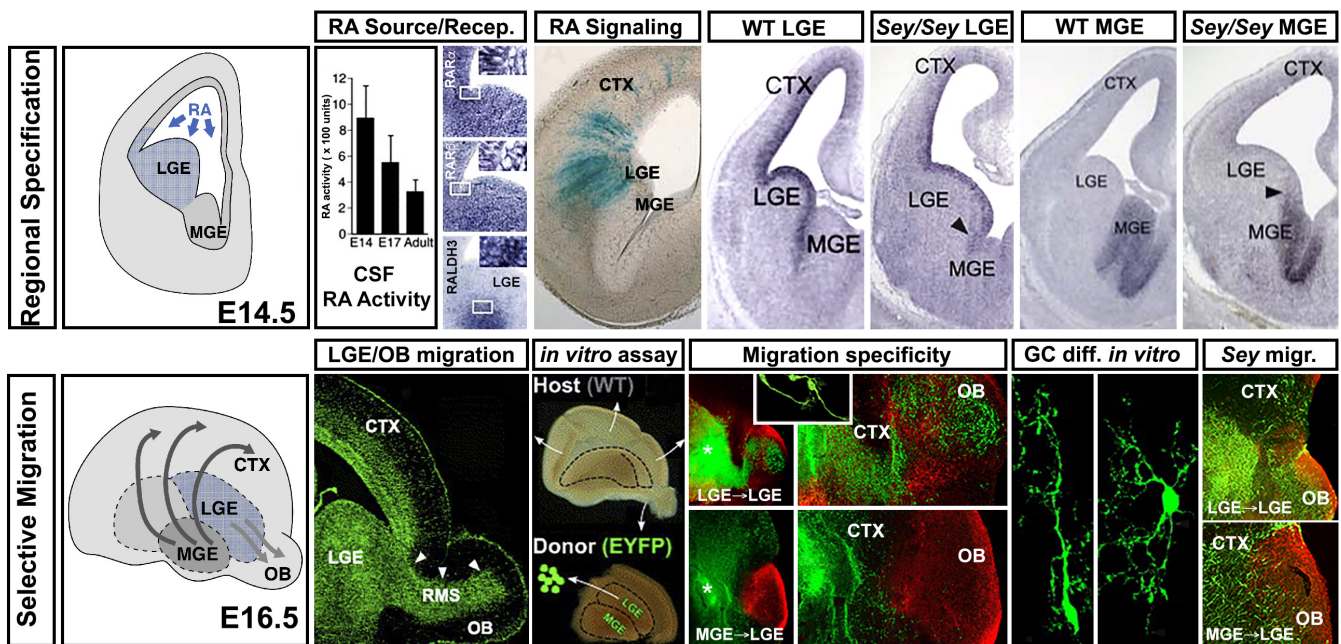 Regional Specification
RA
LGE
MGE
E14.5
RA Source/Recep.
RA activity ( x 100 units)
12
10
8
6
4
2
0
E14 E17 Adult
CSF
RA Activity
RARα
RARβ
RALDH3
LGE
RA Signaling
CTX
LGE
MGE
WT LGE
CTX
LGE
MGE
Sey/Sey LGE
CTX
LGE
MGE
WT MGE
CTX
LGE
MGE
Sey/Sey MGE
CTX
LGE
MGE
Selective Migration
CTX
LGE
MGE
OB
E16.5
LGE/OB migration
CTX
LGE
RMS
OB
in vitro assay
Host (WT)
Donor (EYFP)
LGE
MGE
Migration specificity
*
LGE→LGE
CTX
OB
*
MGE→LGE
CTX
OB
GC diff. in vitro
Sey migr.
CTX
OB
LGE→LGE
CTX
OB
MGE→LGE